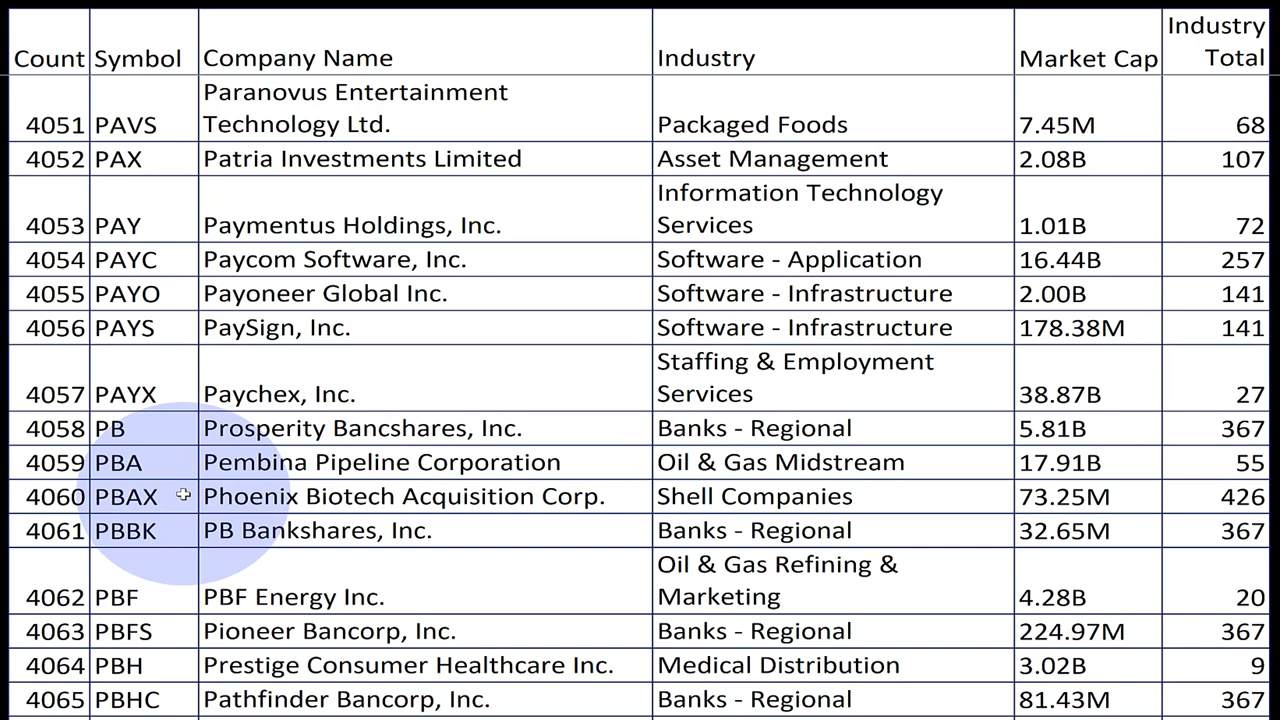 Count Symbol Company Name Industry Market Cap Industry Total
4051 PAVS Paranovus Entertainment Technology Ltd. Packaged Foods 7.45M 68
4052 PAX Patria Investments Limited Asset Management 2.08B 107
4053 PAY Paymentus Holdings, Inc. Information Technology Services 1.01B 72
4054 PAYC Paycom Software, Inc. Software - Application 16.44B 257
4055 PAYO Payoneer Global Inc. Software - Infrastructure 2.00B 141
4056 PAYS PaySign, Inc. Software - Infrastructure 178.38M 141
4057 PAYX Paychex, Inc. Staffing & Employment Services 38.87B 27
4058 PB Prosperity Bancshares, Inc. Banks - Regional 5.81B 367
4059 PBA Pembina Pipeline Corporation Oil & Gas Midstream 17.91B 55
4060 PBAX Phoenix Biotech Acquisition Corp. Shell Companies 73.25M 426
4061 PBBK PB Bankshares, Inc. Banks - Regional 32.65M 367
4062 PBF PBF Energy Inc. Oil & Gas Refining & Marketing 4.28B 20
4063 PBFS Pioneer Bancorp, Inc. Banks - Regional 224.97M 367
4064 PBH Prestige Consumer Healthcare Inc. Medical Distribution 3.02B 9
4065 PBHC Pathfinder Bancorp, Inc. Banks - Regional 81.43M 367